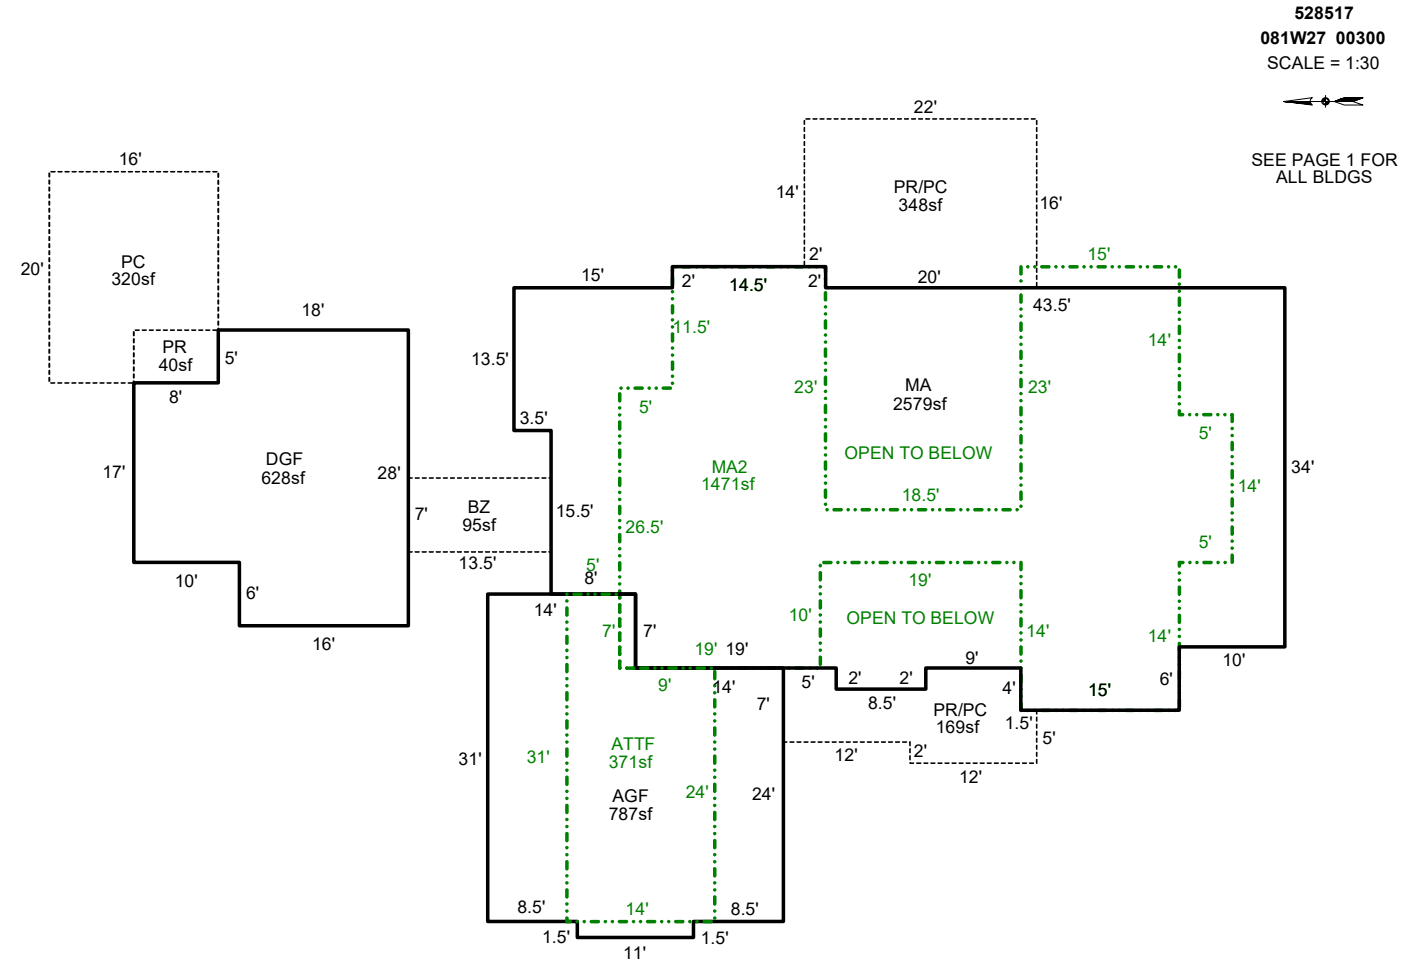 528517
081W27 00300
SCALE = 1:30
SEE PAGE 1 FOR
ALL BLDGS
22'
14'
PR/PC
348sf
16'
2'
16'
20'
PC
320sf
18'
PR
40sf
5'
8'
17'
DGF
628sf
28'
10'
6'
16'
7'
BZ
95sf
13.5'
15'
2'
14.5'
2'
20'
15'
43.5'
13.5'
11.5'
14'
3.5'
5'
23'
MA
2579sf
23'
5'
OPEN TO BELOW
MA2
1471sf
18.5'
14'
34'
15.5'
26.5'
5'
5'
8'
19'
14'
7'
7'
10'
OPEN TO BELOW
14'
14'
19'
19'
9'
10'
9'
14'
5'
2'
2'
4'
6'
7'
8.5'
PR/PC
169sf
1.5'
15'
5'
31'
31'
ATTF
371sf
12'
2'
12'
AGF
787sf
24'
24'
8.5'
14'
8.5'
1.5'
11'
1.5'